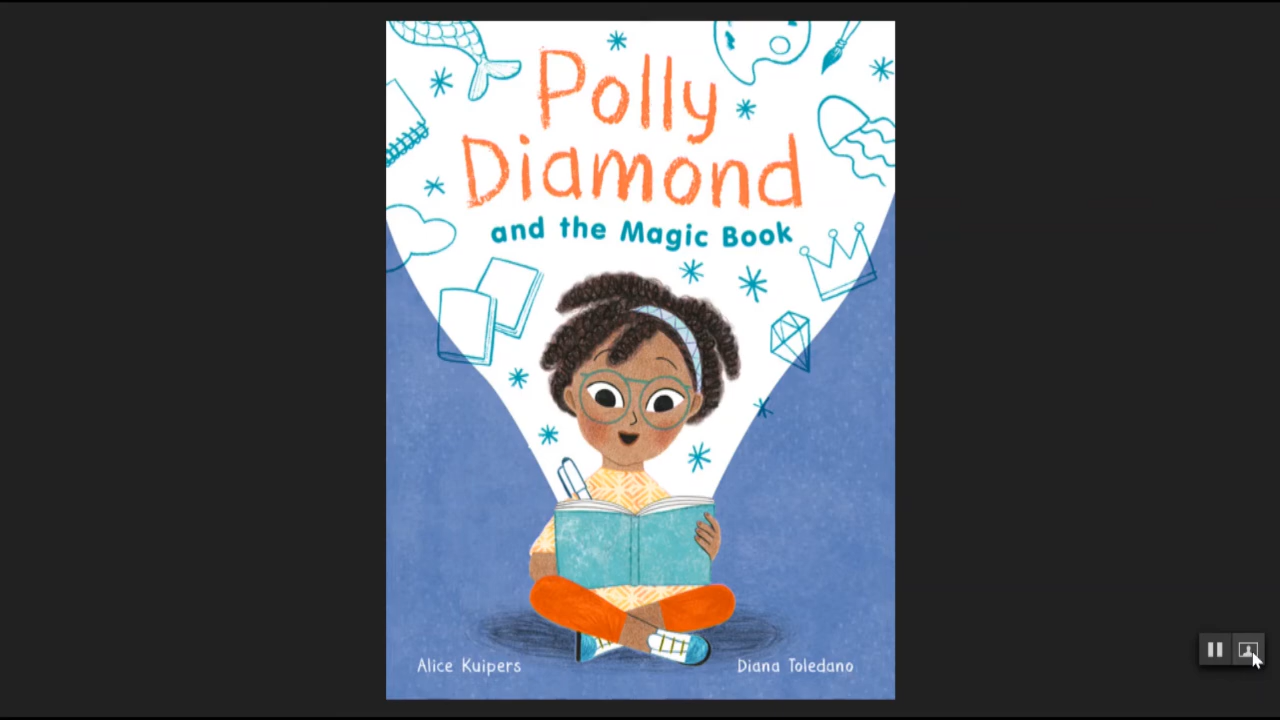 Polly
Diamond
and the Magic Book
Alice Kuipers
Diana Toledano